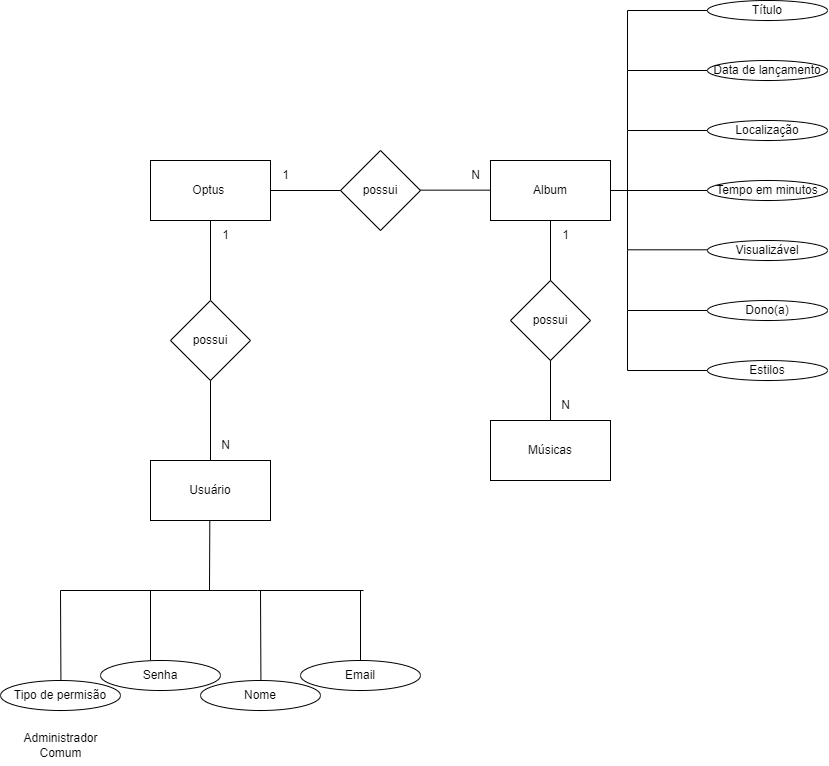 Título
Data de lançamento
Localização
Optus
1
possui
N
Album
Tempo em minutos
1
1
Visualizável
possui
possui
Dono(a)
Estilos
N
N
Músicas
Usuário
Tipo de permisão
Senha
Nome
Email
Administrador
Comum